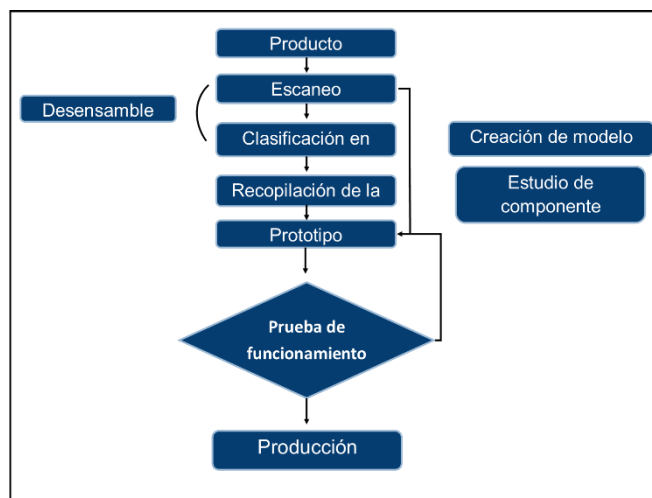 Producto
Escaneo
Desensamble
Clasificación en
Creación de modelo
Recopilación de la
Estudio de
componente
Prototipo
Prueba de
funcionamiento
Producción